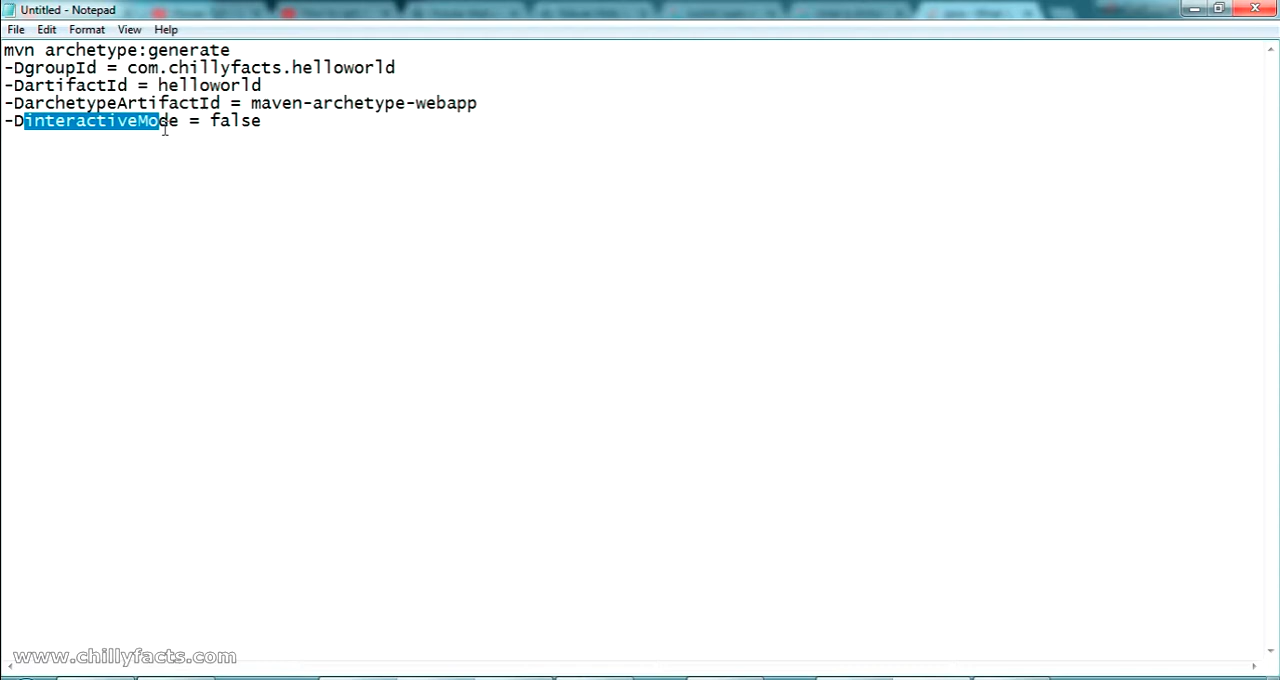 Untitled - Notepad
File Edit Format View Help
mvn archetype:generate
-DgroupId = com.chillyfacts.helloworld
-DartifactId = helloworld
-DarchetypeArtifactId = maven-archetype-webapp
-DinteractiveMode = false
www.chillyfacts.com